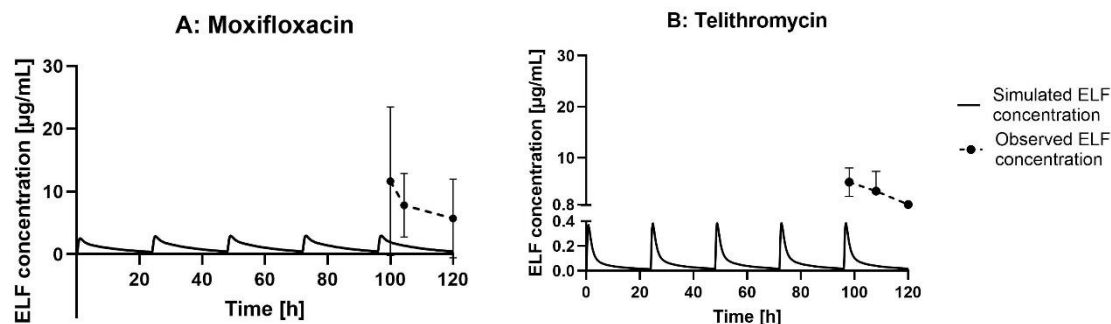 A: Moxifloxacin
ELF concentration [µg/mL]
30
20
10
0
20 40 60 80 100 120
Time [h]
B: Telithromycin
ELF concentration [µg/mL]
30
20
10
0.8
0.4
0.2
0.0
0 20 40 60 80 100 120
Time [h]
Simulated ELF
concentration
Observed ELF
concentration